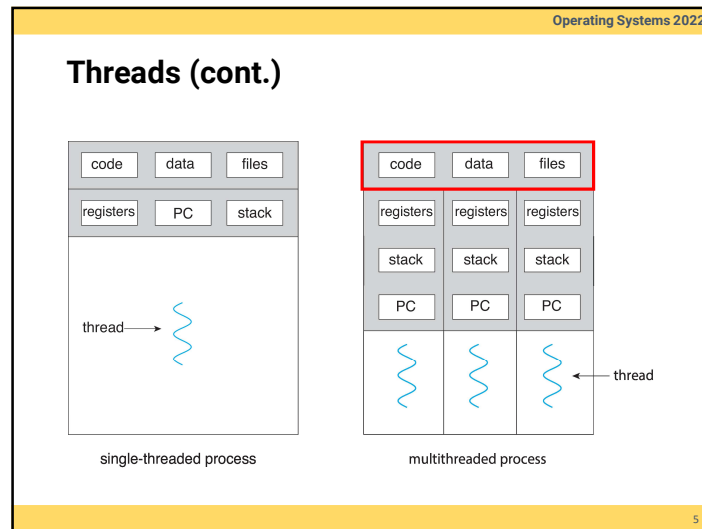 Operating Systems 2022
Threads (cont.)
code data files
registers PC stack
thread
single-threaded process
code data files
registers registers registers
stack stack stack
PC PC PC
thread
multithreaded process
5